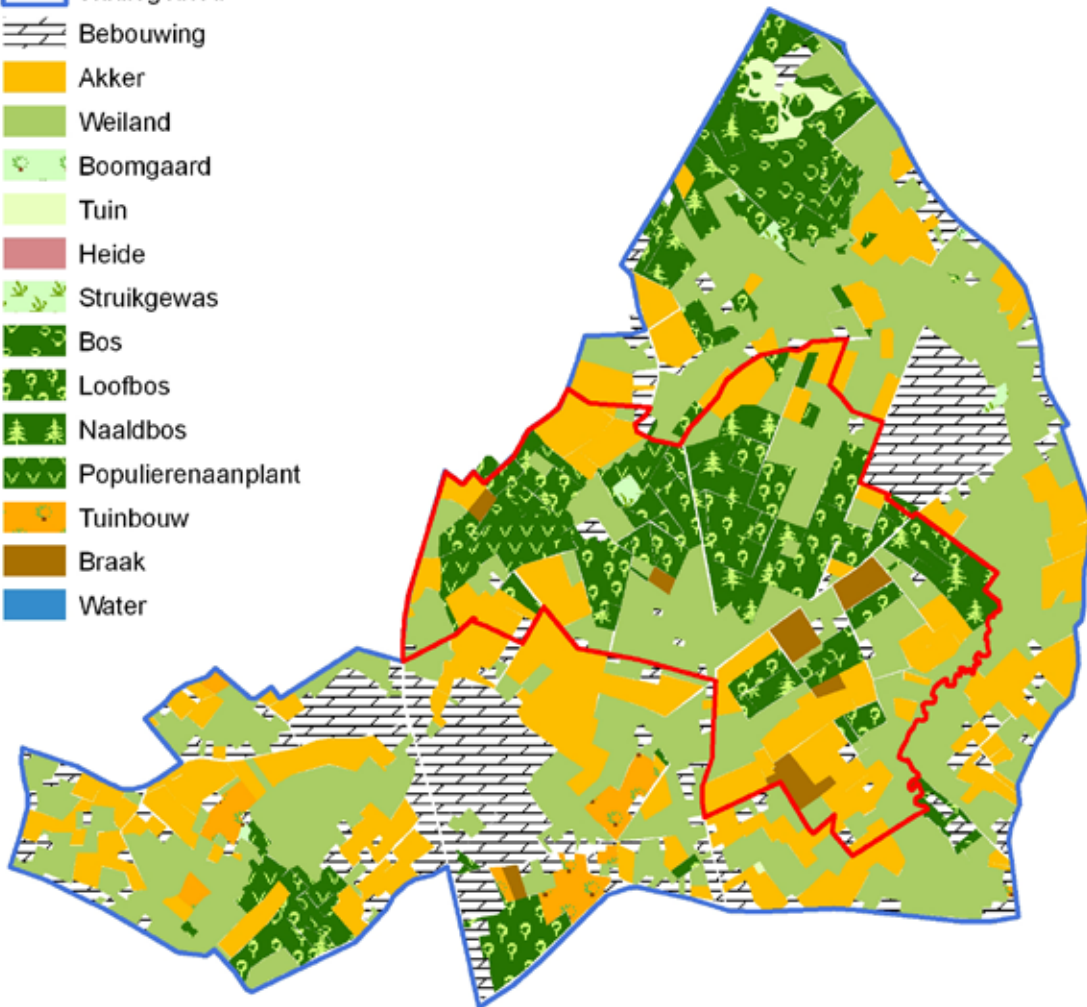 Bebouwing
Akker
Weiland
Boomgaard
Tuin
Heide
Struikgewas
Bos
Loofbos
Naaldbos
Populierenaanplant
Tuinbouw
Braak
Water